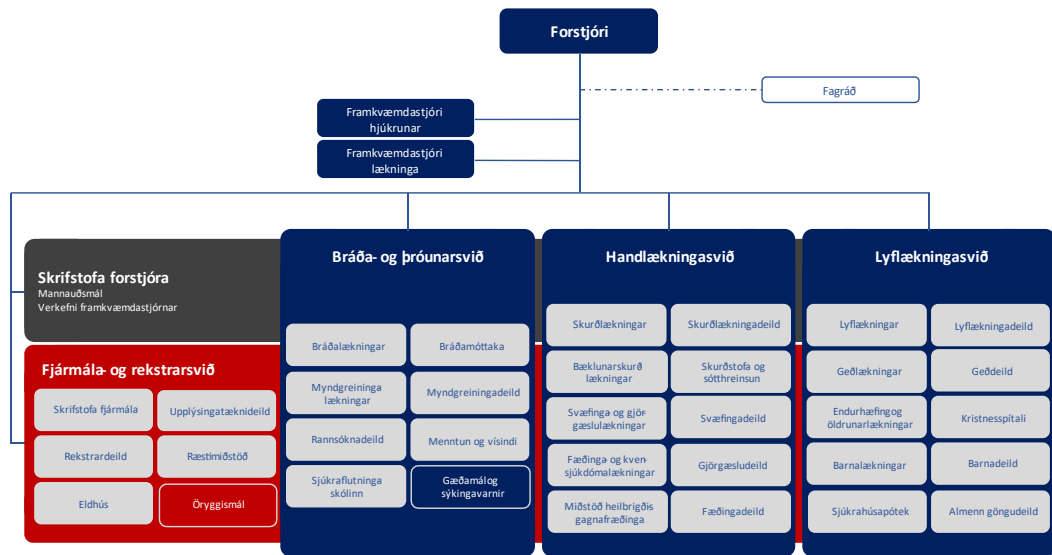 Forstjóri
Fagráð
Framkvæmdastjóri
hjúkrunar
Framkvæmdastjóri
lækninga
Skrifstofa forstjóra
Mannauðsmál
Verkefni framkvæmdastjórnar
Fjármála- og rekstrarsvið
Skrifstofa fjármála
Upplýsingatæknideild
Rekstrardeild
Ræstimiðstöð
Eldhús
Öryggismál
Bráða- og þróunarsvið
Bráðalækningar
Bráðamóttaka
Myndgreininga
lækningar
Myndgreiningadeild
Rannsóknadeild
Menntun og vísindi
Sjúkraflutninga
skólinn
Gæðamálog
sýkingavarnir
Handlækningasvið
Skurðlækningar
Skurðlækningadeild
Bæklunarskurð
lækningar
Skurðstofa og
sótthreinsun
Svæfinga- og gjör-
gæslulækningar
Svæfingadeild
Fæðinga- og kven-
sjúkdómalækningar
Gjörgæsludeild
Miðstöð heilbrigðis
gagnafræðinga
Fæðingadeild
Lyflækningasvið
Lyflækningar
Lyflækningadeild
Geðlækningar
Geðdeild
Endurhæfingog
öldrunarlækningar
Kristnesspítali
Barnalækningar
Barnadeild
Sjúkrahúsapótek
Almenn göngudeild